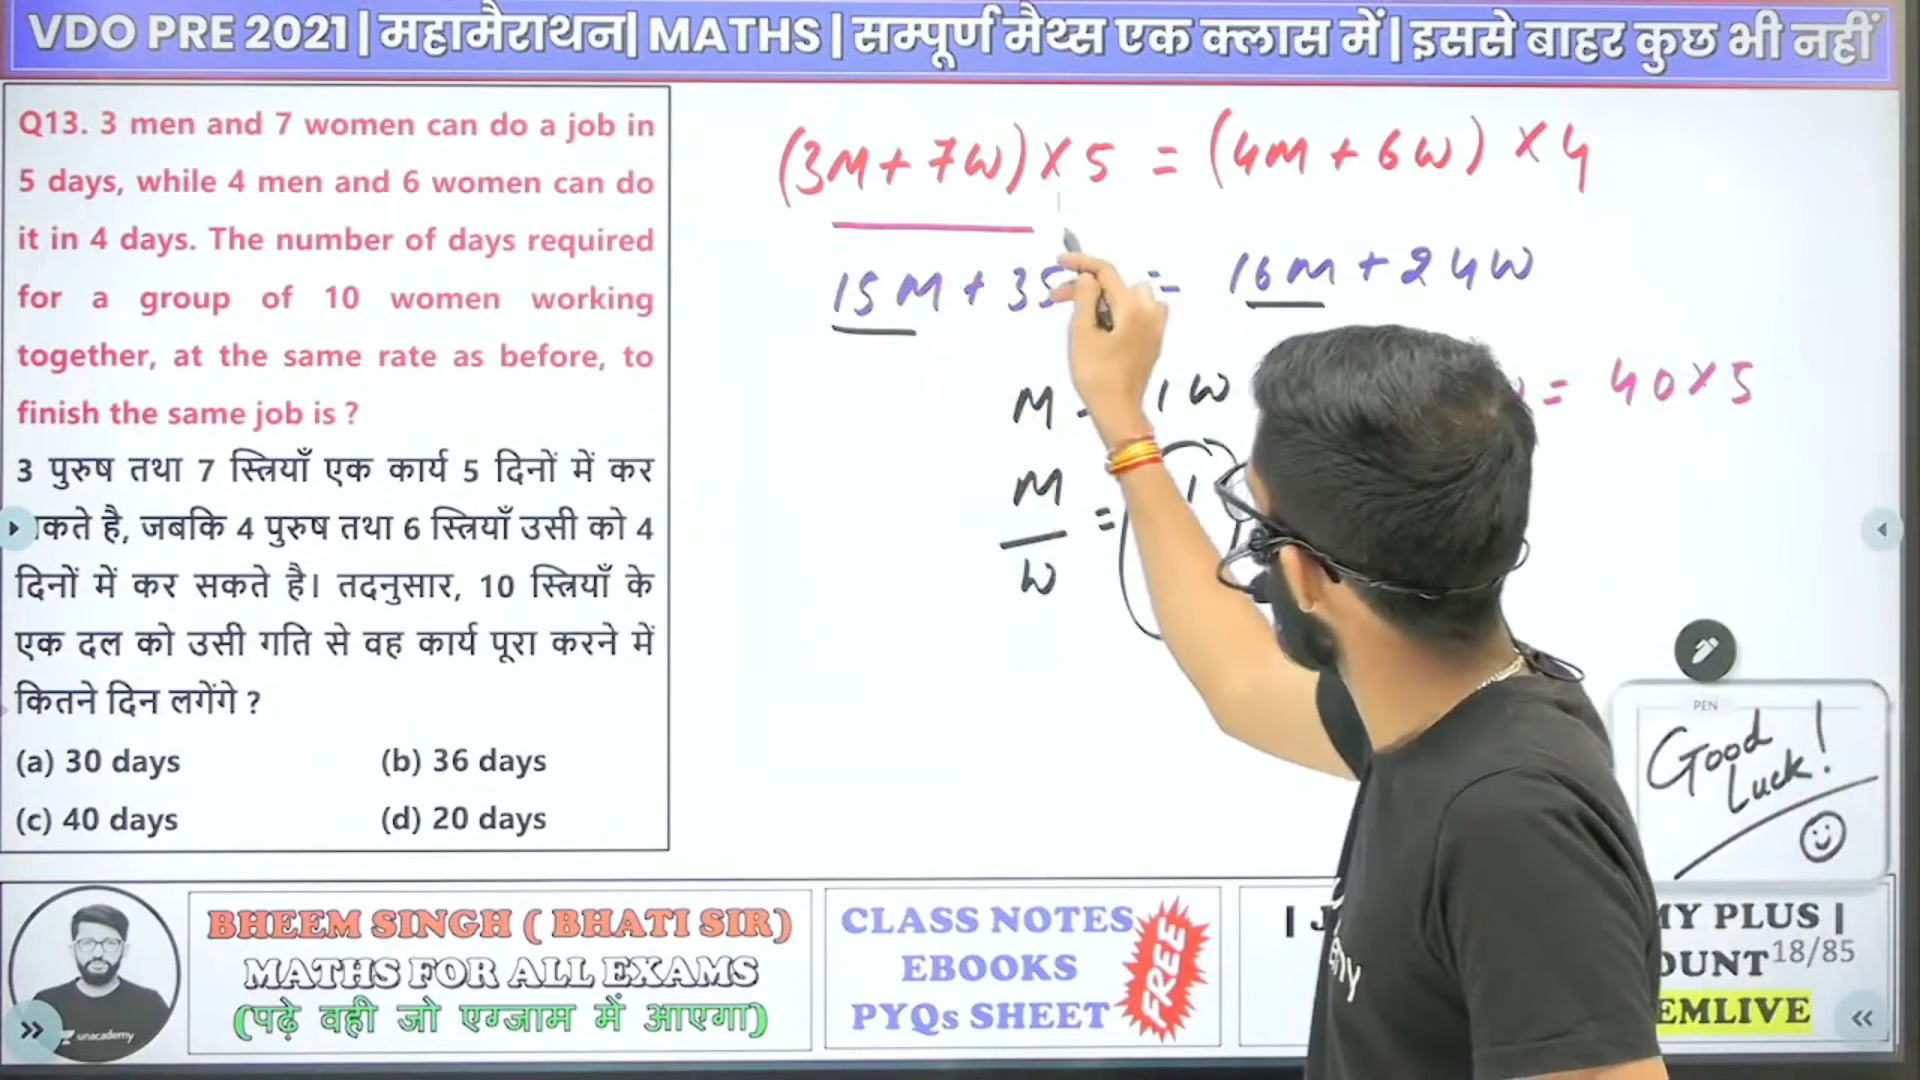 VDO PRE 2021 | महामैराथन| MATHS | सम्पूर्ण मैथ्स एक क्लास में | इससे बाहर कुछ भी नहीं
Q13. 3 men and 7 women can do a job in
5 days, while 4 men and 6 women can do
it in 4 days. The number of days required
for a group of 10 women working
together, at the same rate as before, to
finish the same job is ?
3 पुरुष तथा 7 स्त्रियाँ एक कार्य 5 दिनों में कर
कते है, जबकि 4 पुरुष तथा 6 स्त्रियाँ उसी को 4
दिनों में कर सकते है। तदनुसार, 10 स्त्रियाँ के
एक दल को उसी गति से वह कार्य पूरा करने में
कितने दिन लगेंगे ?
(a) 30 days (b) 36 days
(c) 40 days (d) 20 days
(3M + 7W) × 5 = (4M + 6W) × 4
15M + 35 = 16M + 24W
M 1W
= 40 × 5
M
= 1
W
PEN
Good
Luck!
BHEEM SINGH ( BHATI SIR)
MATHS FOR ALL EXAMS
(पढ़े वही जो एग्जाम में आएगा)
unacademy
CLASS NOTES
EBOOKS
PYQs SHEET
FREE
PLUS |
18/85
EMLIVE